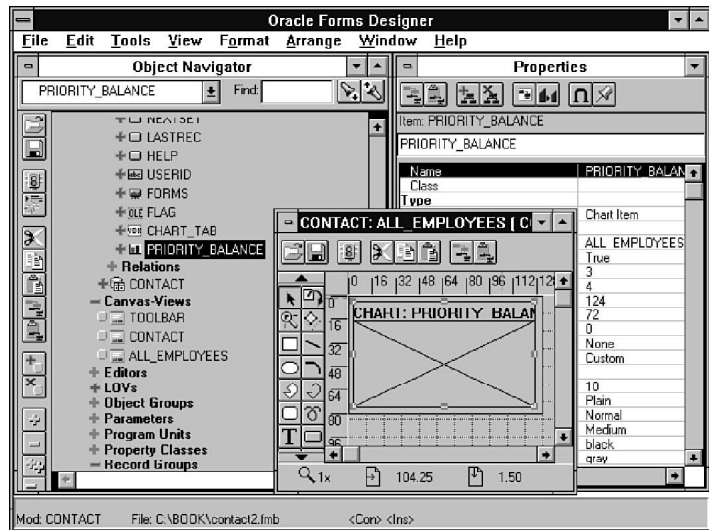 Oracle Forms Designer
File Edit Tools View Format Arrange Window Help
Object Navigator
PRIORITY_BALANCE Find:
NEXTSET
LASTREC
HELP
USERID
FORMS
OLE FLAG
VBX CHART_TAB
PRIORITY_BALANCE
Relations
CONTACT
Canvas-Views
TOOLBAR
CONTACT
ALL_EMPLOYEES
Editors
LOVs
Object Groups
Parameters
Program Units
Property Classes
Record Groups
Properties
Item: PRIORITY_BALANCE
PRIORITY_BALANCE
Name PRIORITY_BALAN
Class
Type
Chart Item
ALL_EMPLOYEES
True
3
4
124
72
0
None
Custom
10
Plain
Normal
Medium
black
gray
CONTACT: ALL_EMPLOYEES [ C
0 16 32 48 64 80 96 112 12
0
16
32
48
64
80
96
CHART: PRIORITY_BALAN
T
1x 104.25 1.50
Mod: CONTACT File: C:\BOOK\contact2.fmb <Con> <Ins>